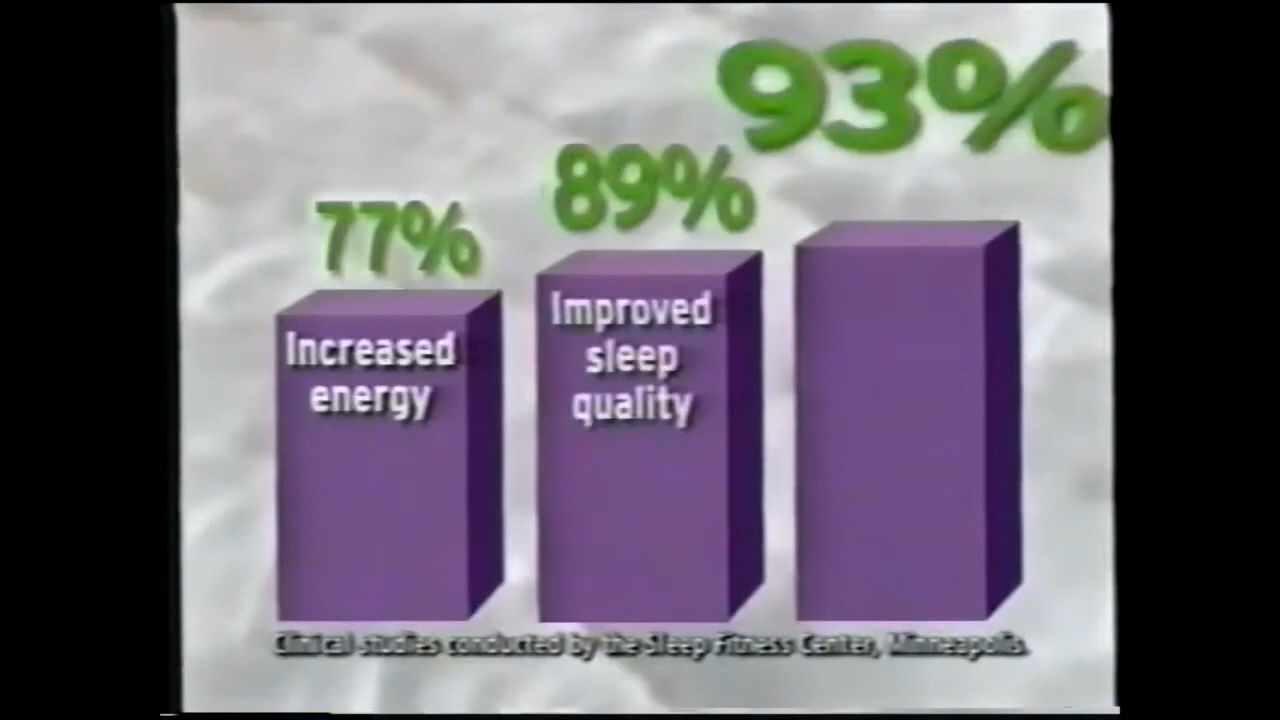 93%
89%
77%
Increased
energy
Improved
sleep
quality
Clinical studies conducted by the Sleep Fitness Center, Minneapolis.